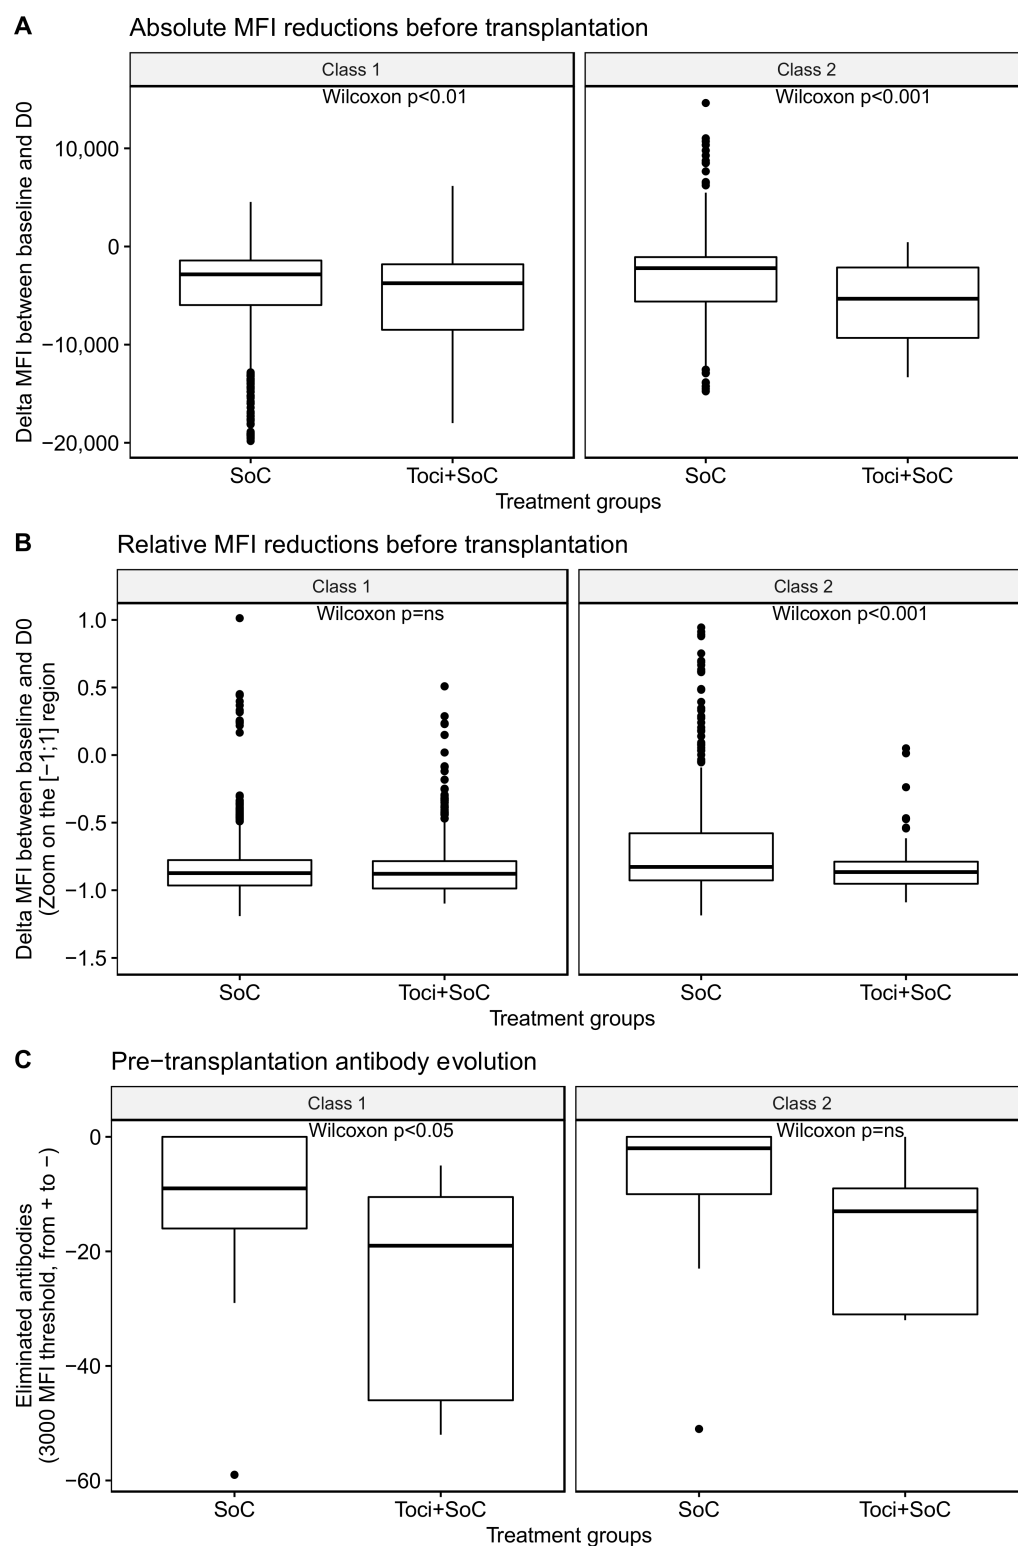 A
Absolute MFI reductions before transplantation
Class 1
Class 2
Wilcoxon p<0.01
Wilcoxon p<0.001
Delta MFI between baseline and D0
10,000
0
−10,000
−20,000
SoC
Toci+SoC
SoC
Toci+SoC
Treatment groups
B
Relative MFI reductions before transplantation
Class 1
Class 2
Wilcoxon p=ns
Wilcoxon p<0.001
Delta MFI between baseline and D0
(Zoom on the [−1;1] region
1.0
0.5
0.0
−0.5
−1.0
−1.5
SoC
Toci+SoC
SoC
Toci+SoC
Treatment groups
C
Pre−transplantation antibody evolution
Class 1
Class 2
Wilcoxon p<0.05
Wilcoxon p=ns
Eliminated antibodies
(3000 MFI threshold, from + to −)
0
−20
−40
−60
SoC
Toci+SoC
SoC
Toci+SoC
Treatment groups